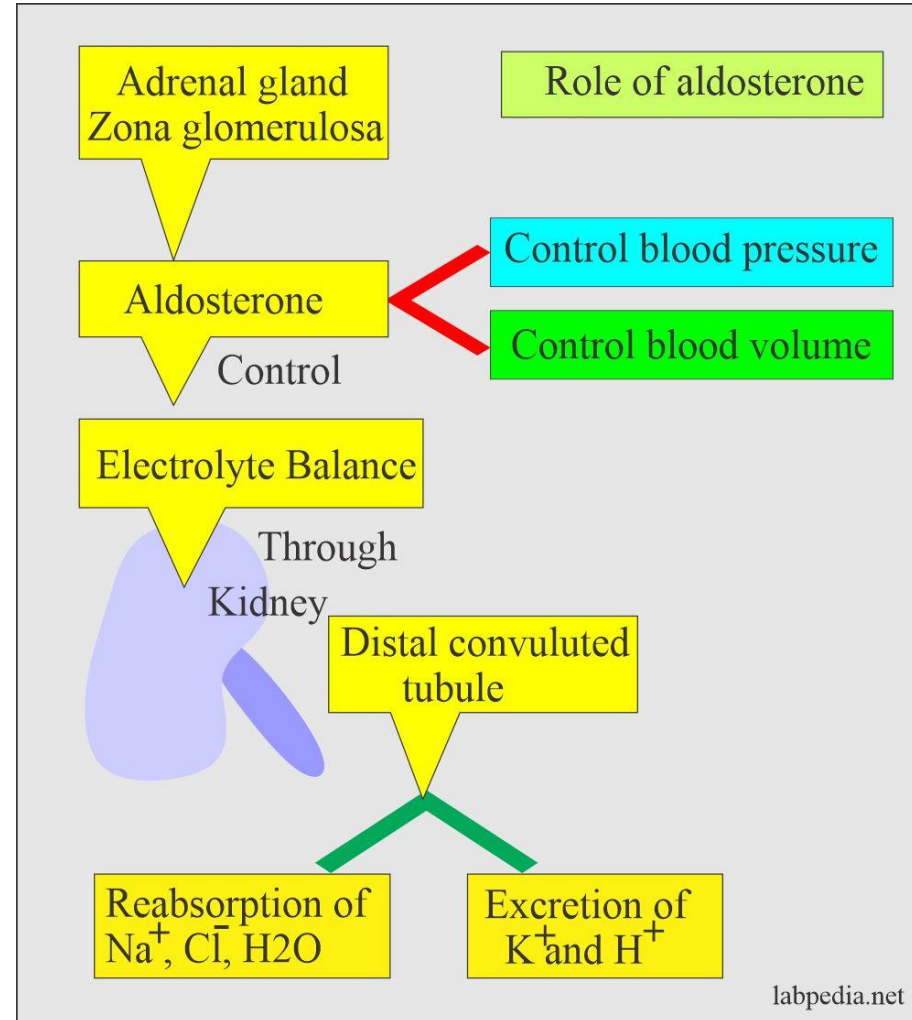 Adrenal gland
Zona glomerulosa
Role of aldosterone
Aldosterone
Control blood pressure
Control blood volume
Control
Electrolyte Balance
Through
Kidney
Distal convuluted
tubule
Reabsorption of
Na⁺, Cl⁻, H2O
Excretion of
K⁺and H⁺
labpedia.net